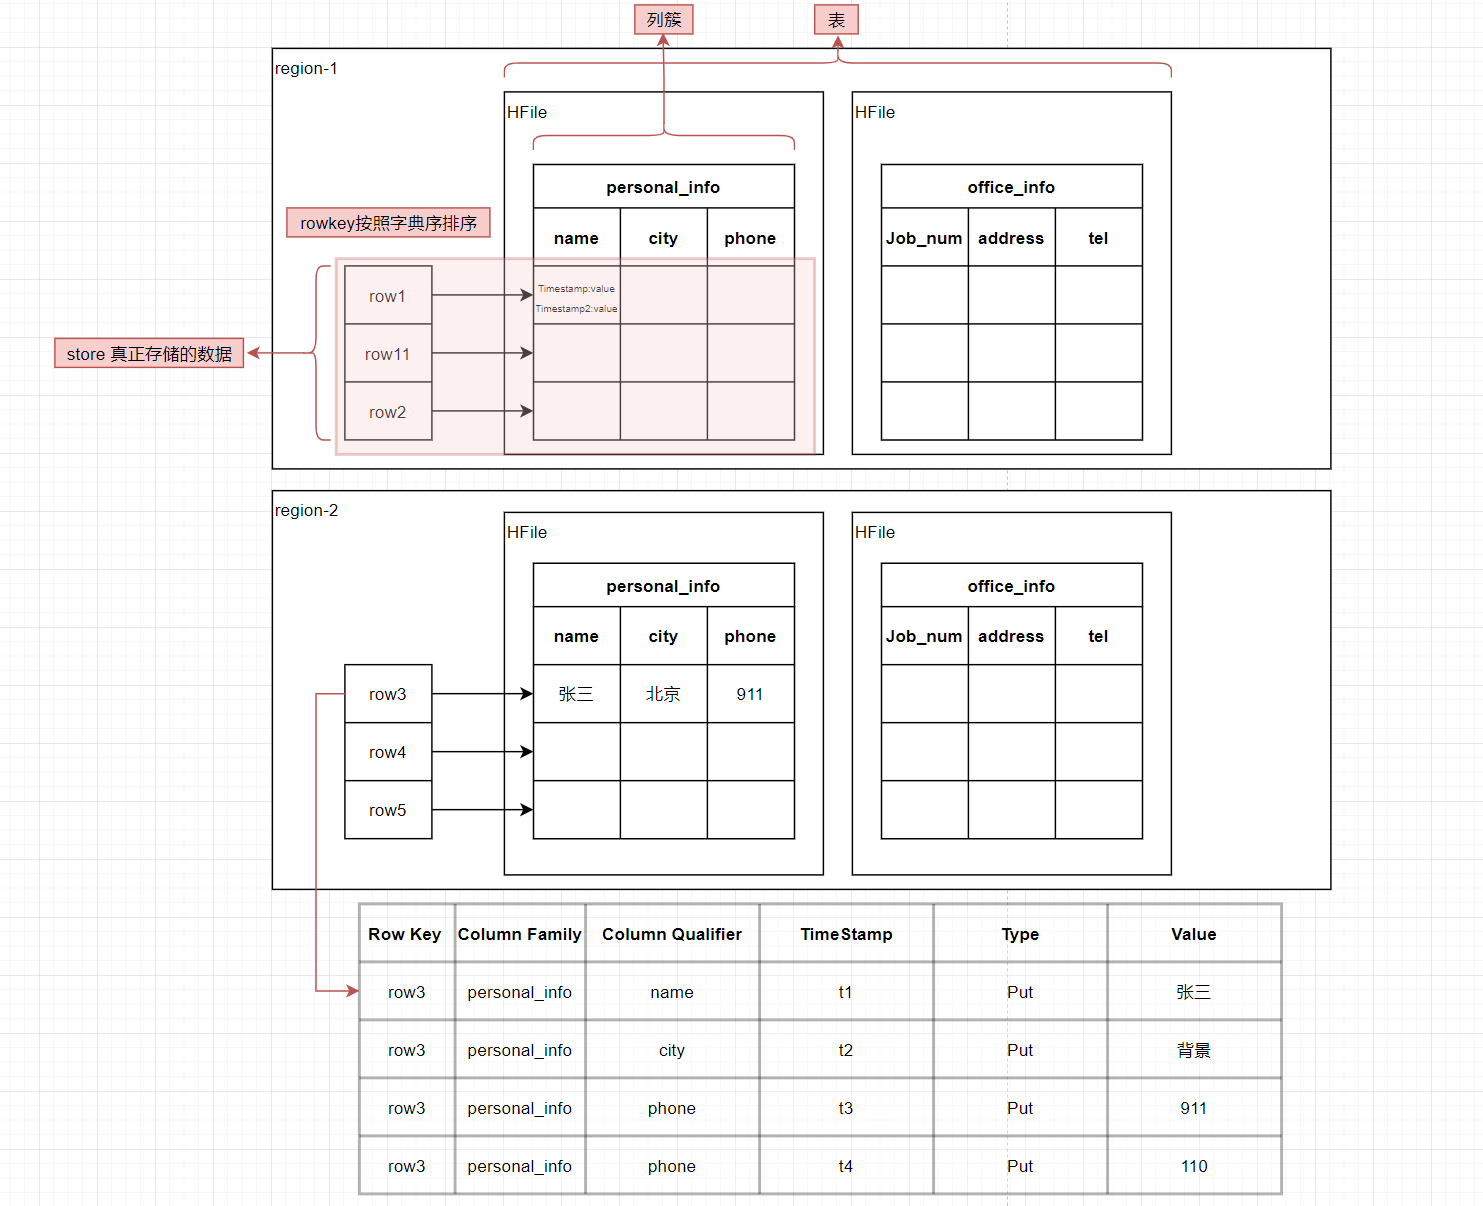 列簇
表
region-1
HFile
HFile
personal_info
office_info
rowkey按照字典序排序
name city phone
Job_num address tel
row1
Timestamp:value
Timestamp2:value
row11
store 真正存储的数据
row2
region-2
HFile
HFile
personal_info
office_info
name city phone
Job_num address tel
row3
张三 北京 911
row4
row5
Row Key Column Family Column Qualifier TimeStamp Type Value
row3 personal_info name t1 Put 张三
row3 personal_info city t2 Put 背景
row3 personal_info phone t3 Put 911
row3 personal_info phone t4 Put 110